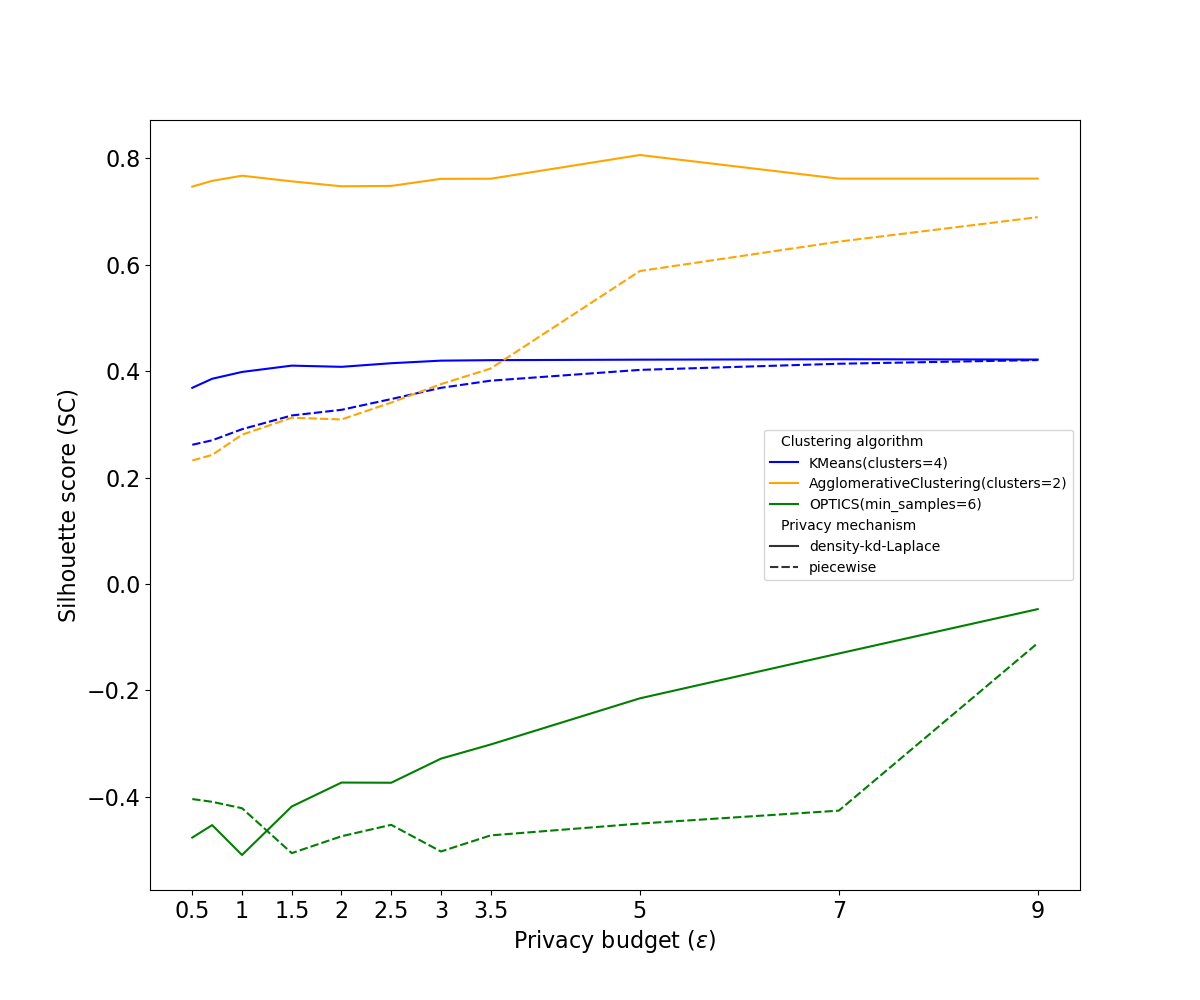 0.8
0.6
0.4
0.2
0.0
−0.2
−0.4
Silhouette score (SC)
Clustering algorithm
KMeans(clusters=4)
AgglomerativeClustering(clusters=2)
OPTICS(min_samples=6)
Privacy mechanism
density-kd-Laplace
piecewise
0.5 1 1.5 2 2.5 3 3.5 5 7 9
Privacy budget (ε)